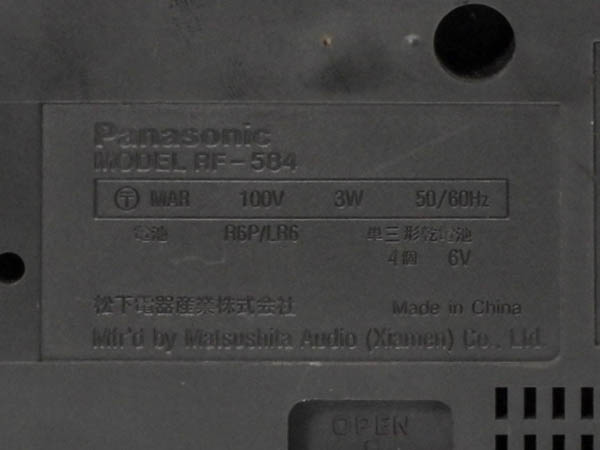 Panasonic
MODEL RF-584
Ⓣ MAR 100V 3W 50/60Hz
電池 R6P/LR6 単三形乾電池
4個 6V
松下電器産業株式会社 Made in China
Mfr'd by Matsushita Audio (Xiamen) Co., Ltd.
OPEN